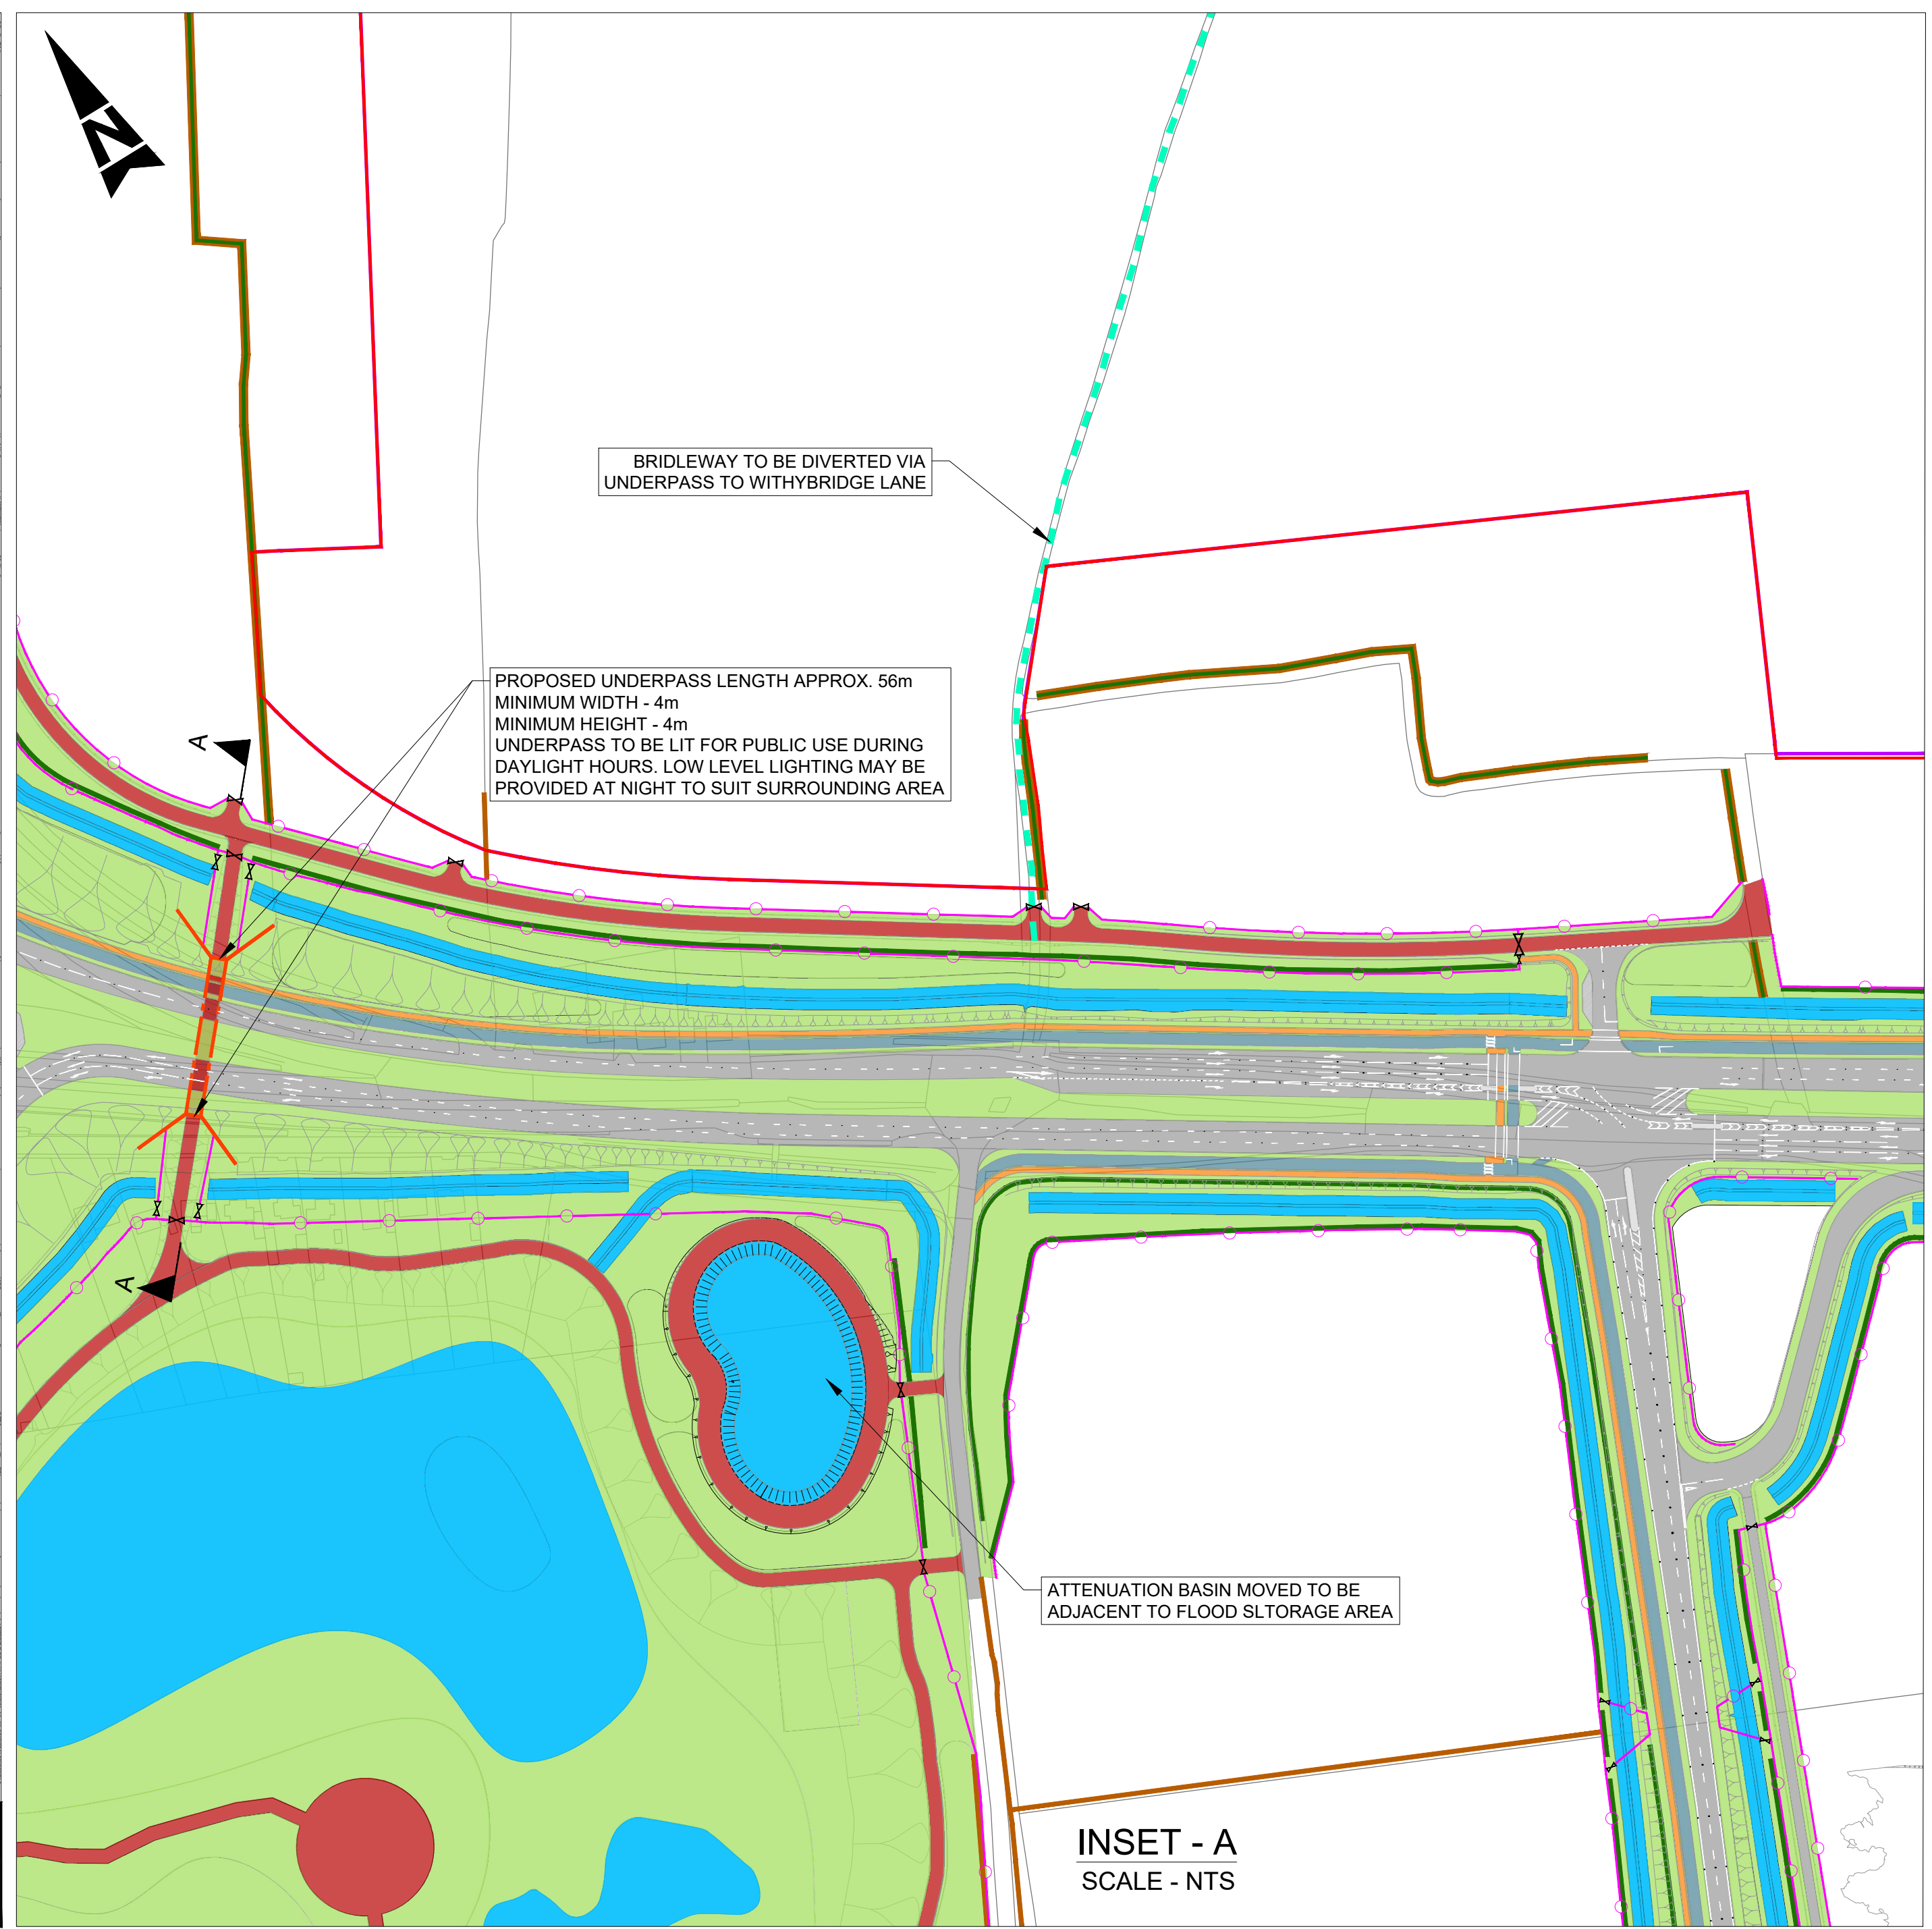 N
BRIDLEWAY TO BE DIVERTED VIA
UNDERPASS TO WITHYBRIDGE LANE
PROPOSED UNDERPASS LENGTH APPROX. 56m
MINIMUM WIDTH - 4m
MINIMUM HEIGHT - 4m
UNDERPASS TO BE LIT FOR PUBLIC USE DURING
DAYLIGHT HOURS. LOW LEVEL LIGHTING MAY BE
PROVIDED AT NIGHT TO SUIT SURROUNDING AREA
A
A
ATTENUATION BASIN MOVED TO BE
ADJACENT TO FLOOD SLTORAGE AREA
INSET - A
SCALE - NTS